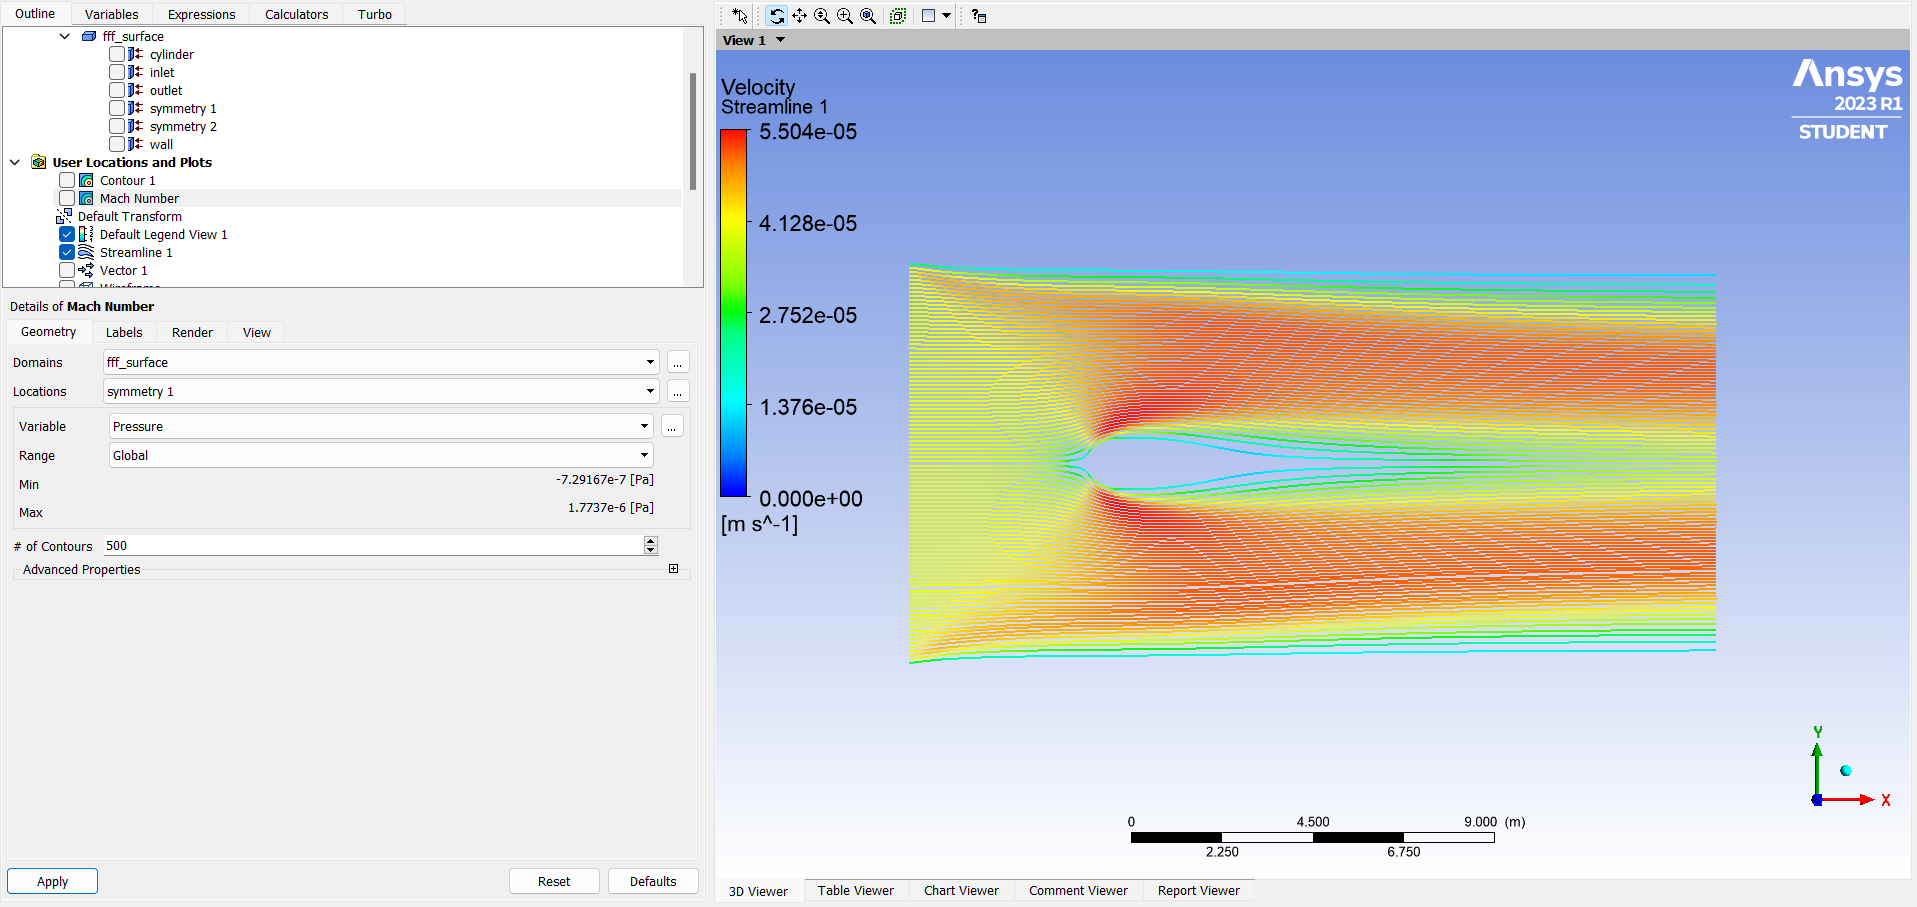 Outline Variables Expressions Calculators Turbo
fff_surface
cylinder
inlet
outlet
symmetry 1
symmetry 2
wall
User Locations and Plots
Contour 1
Mach Number
Default Transform
Default Legend View 1
Streamline 1
Vector 1
Wireframe
Details of Mach Number
Geometry Labels Render View
Domains fff_surface ...
Locations symmetry 1 ...
Variable Pressure ...
Range Global
Min -7.29167e-7 [Pa]
Max 1.7737e-6 [Pa]
# of Contours 500
Advanced Properties
Apply Reset Defaults
View 1
Velocity
Streamline 1
5.504e-05
4.128e-05
2.752e-05
1.376e-05
0.000e+00
[m s^-1]
Ansys
2023 R1
STUDENT
Y
X
0 4.500 9.000 (m)
2.250 6.750
3D Viewer Table Viewer Chart Viewer Comment Viewer Report Viewer